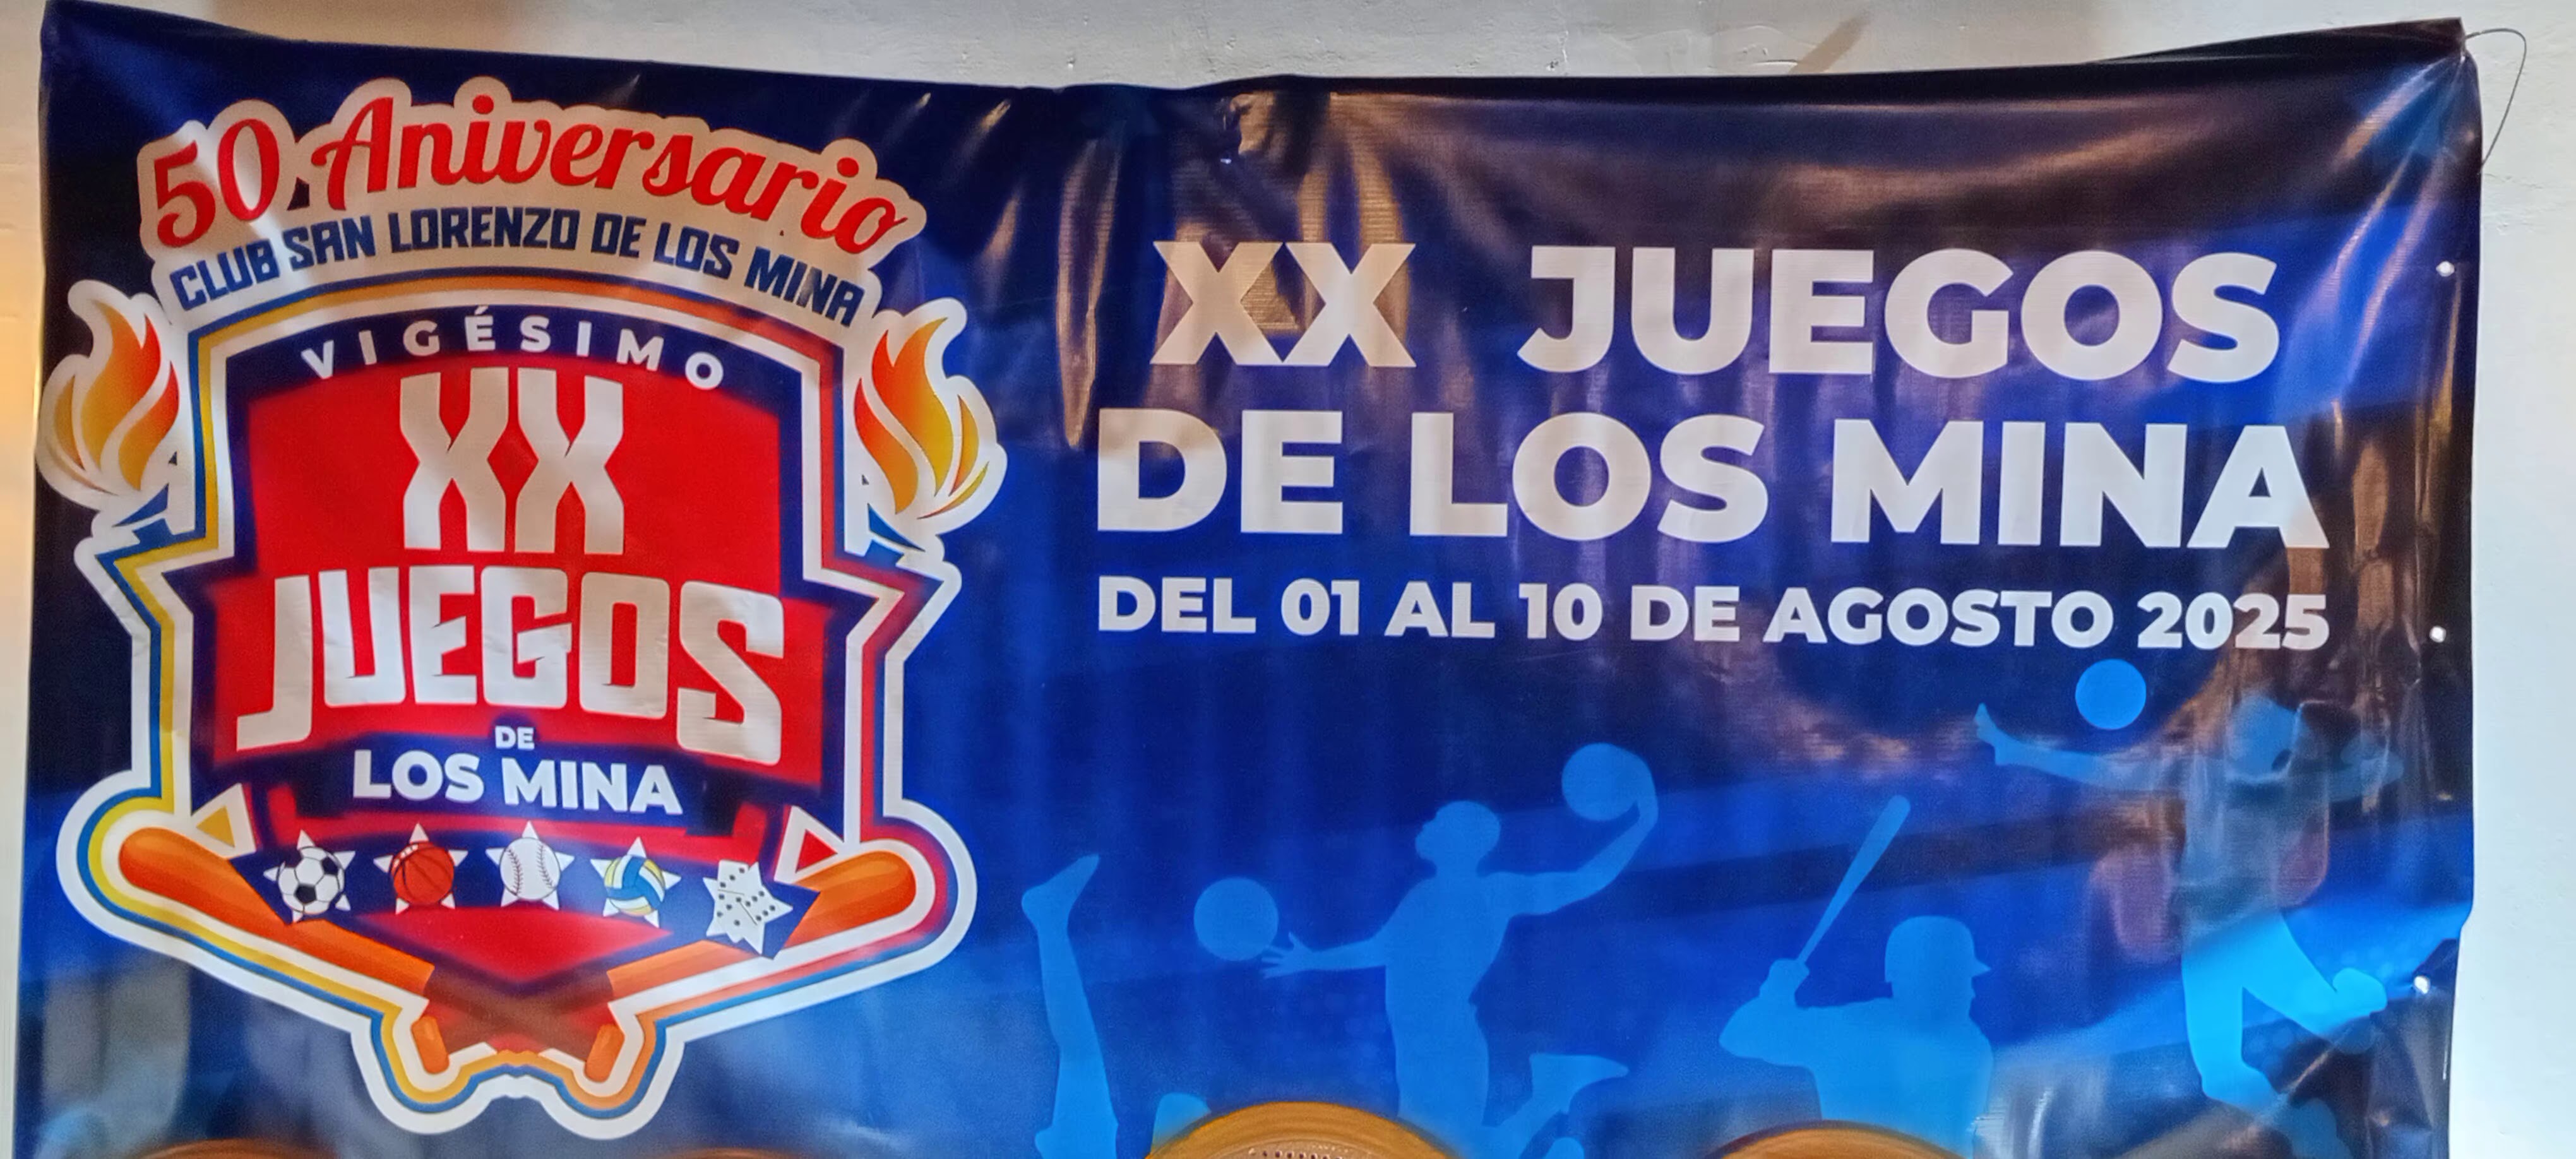 50 Aniversario
CLUB SAN LORENZO DE LOS MINA
VIGÉSIMO
XX
JUEGOS
DE
LOS MINA
XX JUEGOS
DE LOS MINA
DEL 01 AL 10 DE AGOSTO 2025